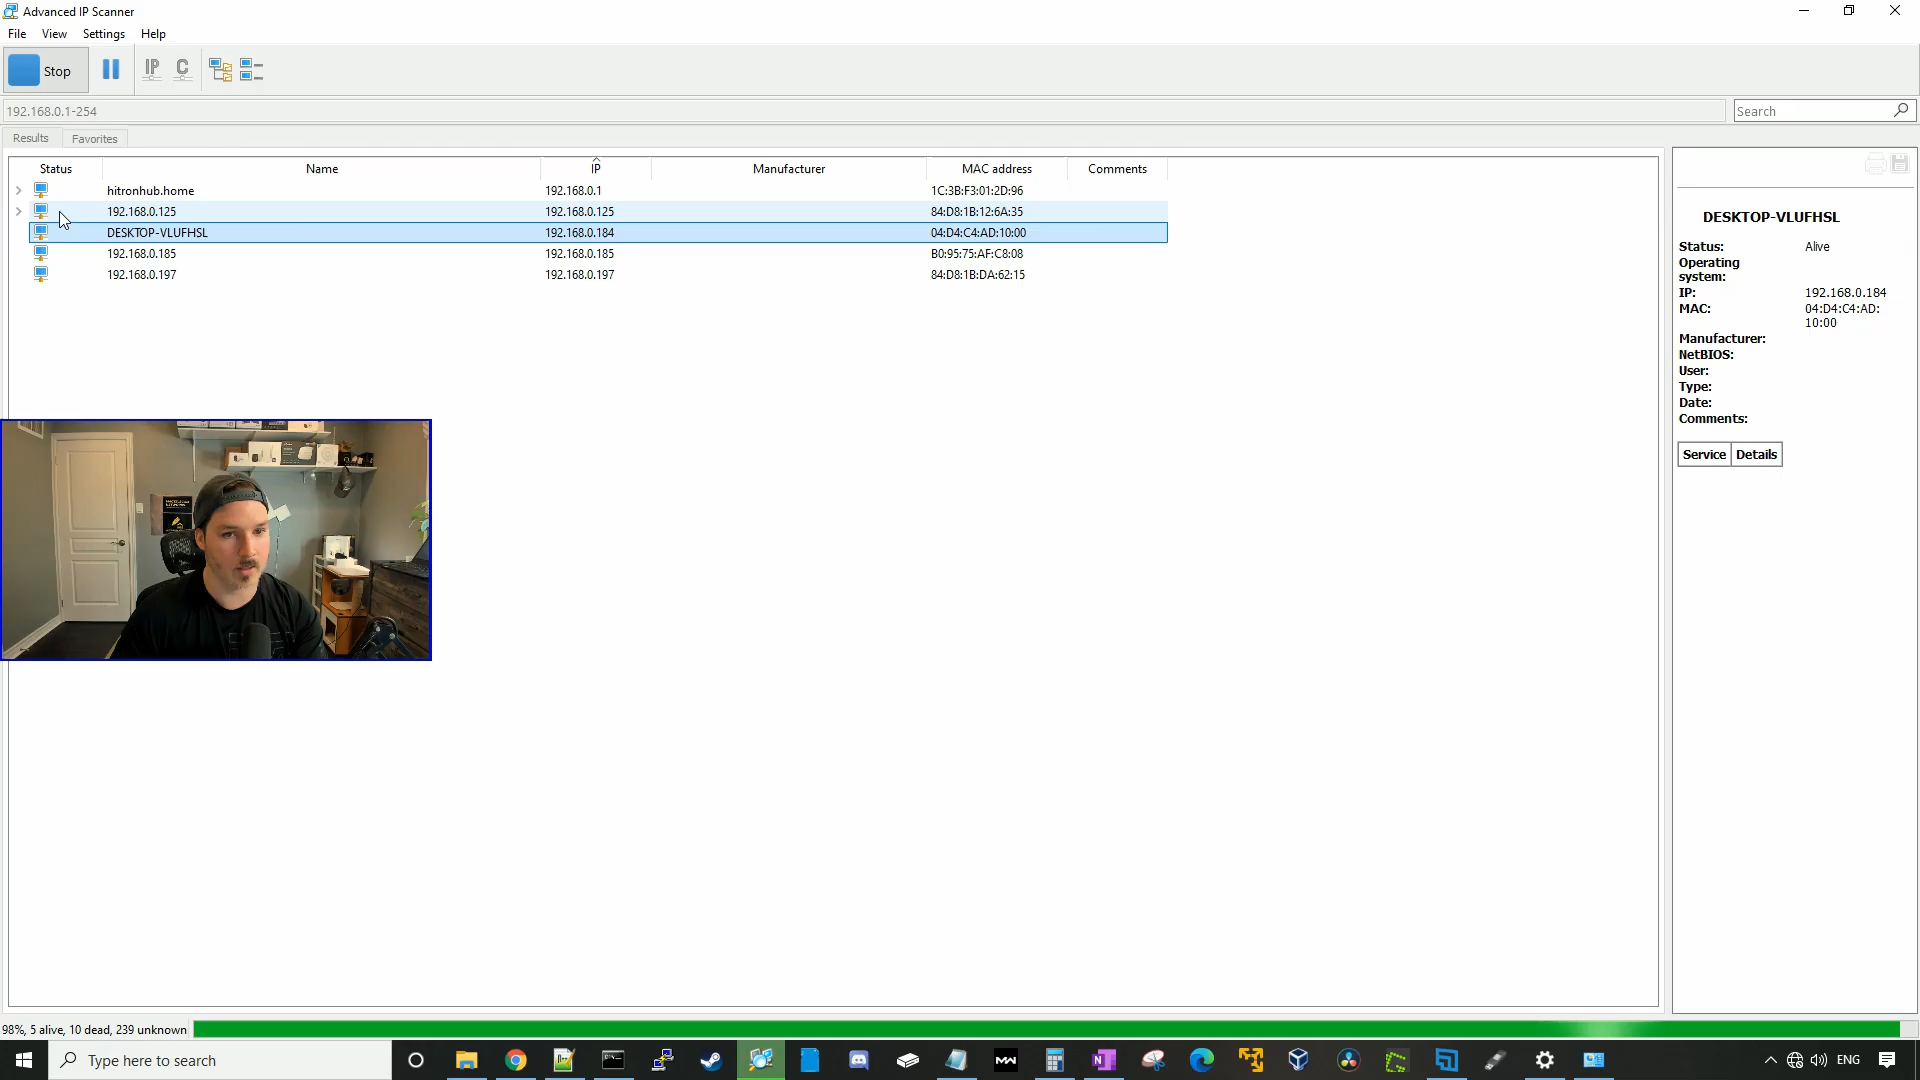 Advanced IP Scanner
File View Settings Help
Stop IP C
192.168.0.1-254 Search
Results Favorites
Status Name IP Manufacturer MAC address Comments
hitronhub.home 192.168.0.1 1C:3B:F3:01:2D:96
192.168.0.125 192.168.0.125 84:D8:1B:12:6A:35
DESKTOP-VLUFHSL 192.168.0.184 04:D4:C4:AD:10:00
192.168.0.185 192.168.0.185 B0:95:75:AF:C8:08
192.168.0.197 192.168.0.197 84:D8:1B:DA:62:15
DESKTOP-VLUFHSL
Status: Alive
Operating
system:
IP: 192.168.0.184
MAC: 04:D4:C4:AD:
10:00
Manufacturer:
NetBIOS:
User:
Type:
Date:
Comments:
Service Details
98%, 5 alive, 10 dead, 239 unknown
Type here to search ENG